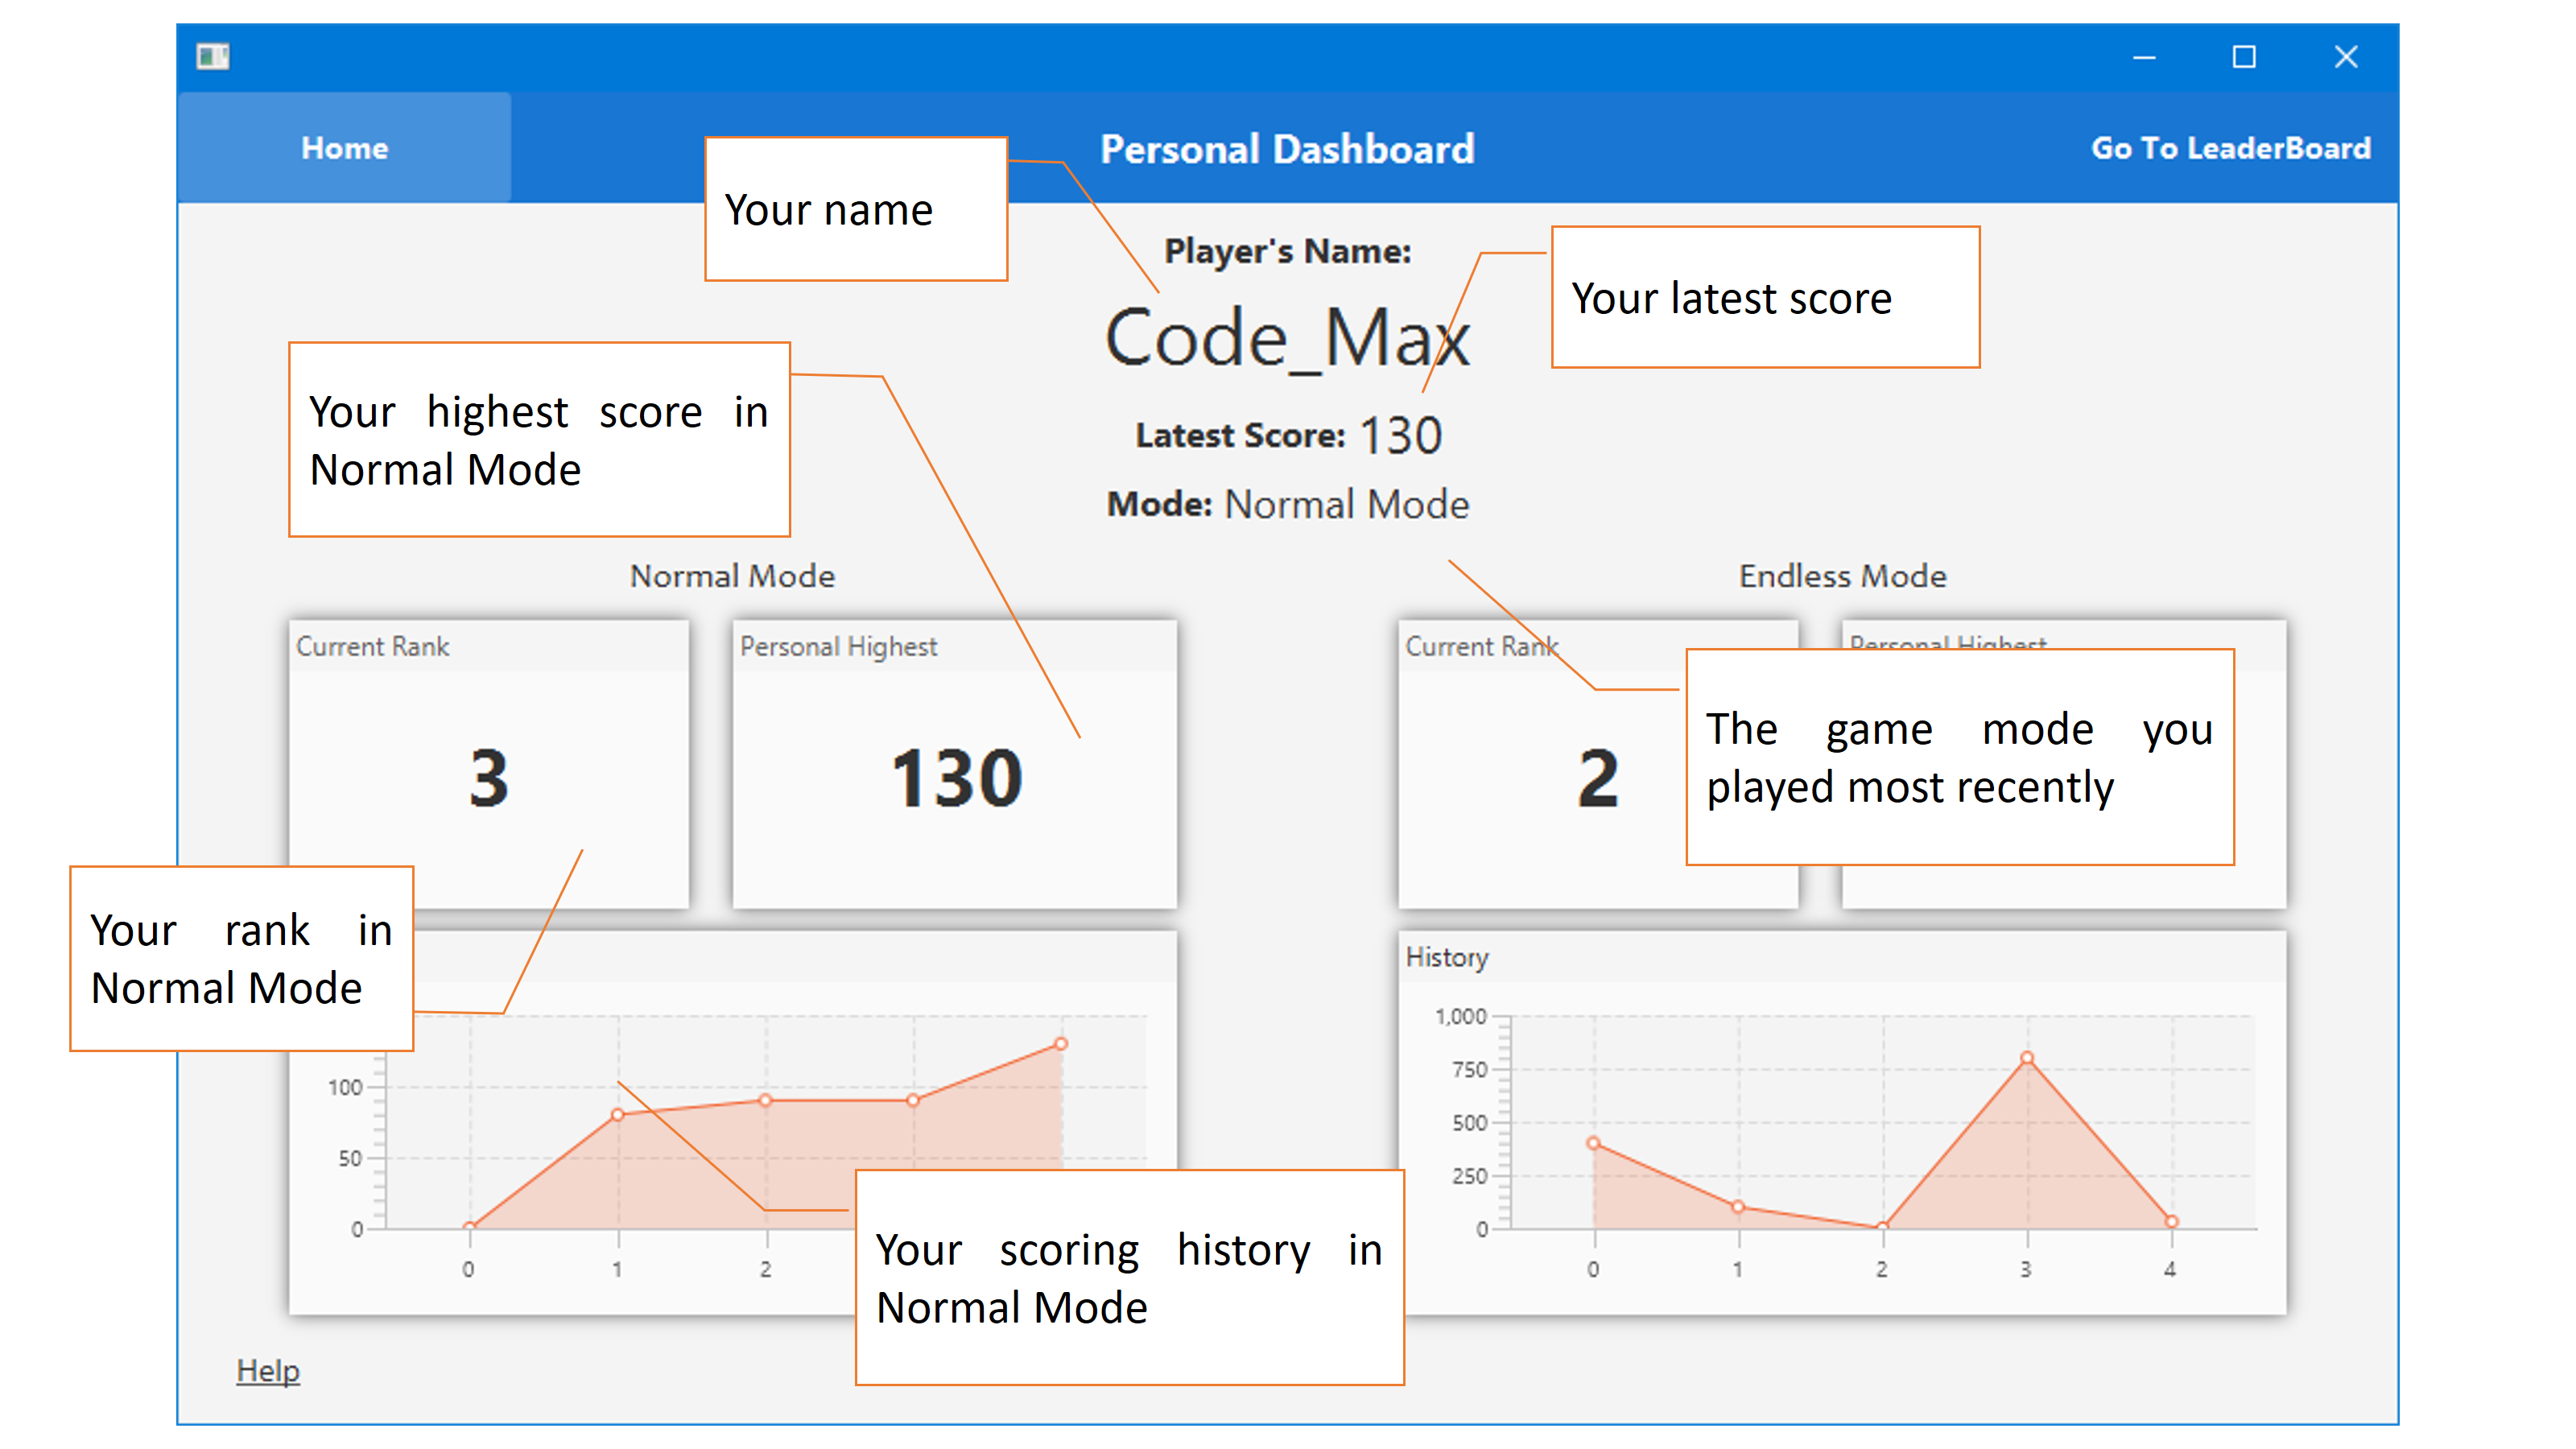 Home
Personal Dashboard
Go To LeaderBoard
Your name
Player's Name:
Your latest score
Code_Max
Your highest score in
Normal Mode
Latest Score: 130
Mode: Normal Mode
Normal Mode
Endless Mode
Current Rank
Personal Highest
Current Rank
Personal Highest
3
130
2
The game mode you
played most recently
Your rank in
Normal Mode
History
100
50
0
0
1
2
1,000
750
500
250
0
0
1
2
3
4
Your scoring history in
Normal Mode
Help